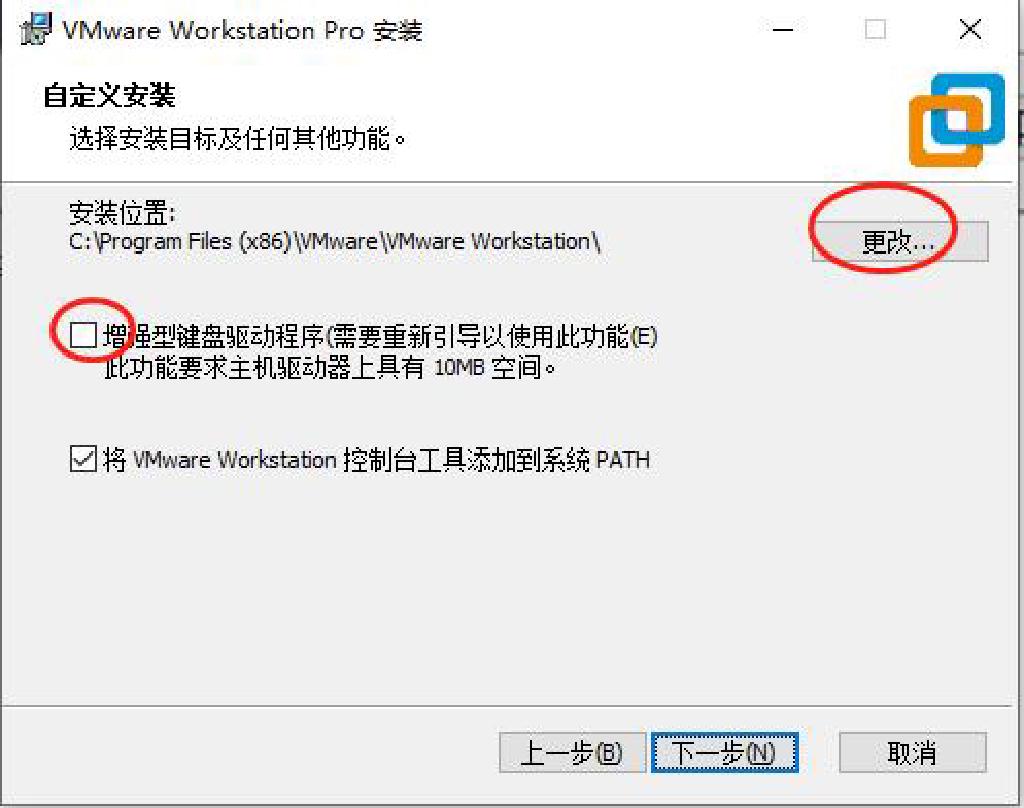 VMware Workstation Pro 安装
自定义安装
选择安装目标及任何其他功能。
安装位置:
C:\Program Files (x86)\VMware\VMware Workstation\
更改...
增强型键盘驱动程序(需要重新引导以使用此功能(E)
此功能要求主机驱动器上具有 10MB 空间。
将 VMware Workstation 控制台工具添加到系统 PATH
上一步(B) 下一步(N) 取消